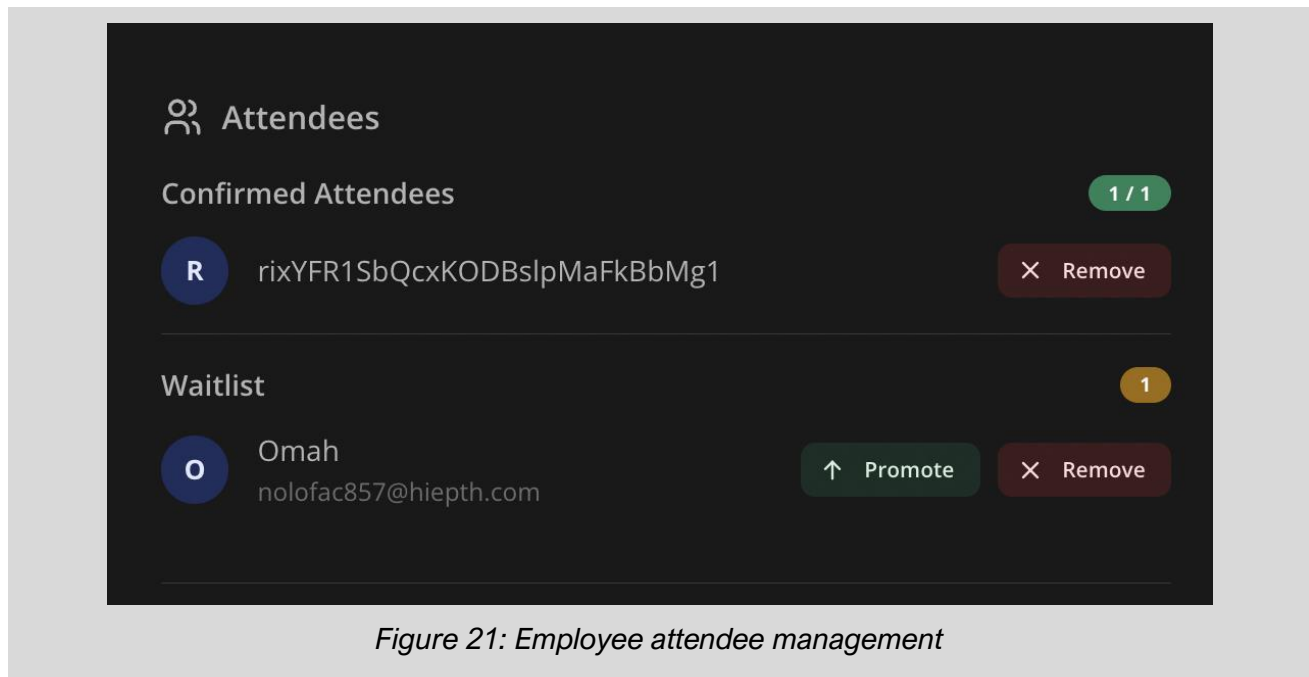 Attendees
Confirmed Attendees
1 / 1
R
rixYFR1SbQcxKODBslpMaFkBbMg1
Remove
Waitlist
1
O
Omah
nolofac857@hiepth.com
Promote
Remove
Figure 21: Employee attendee management